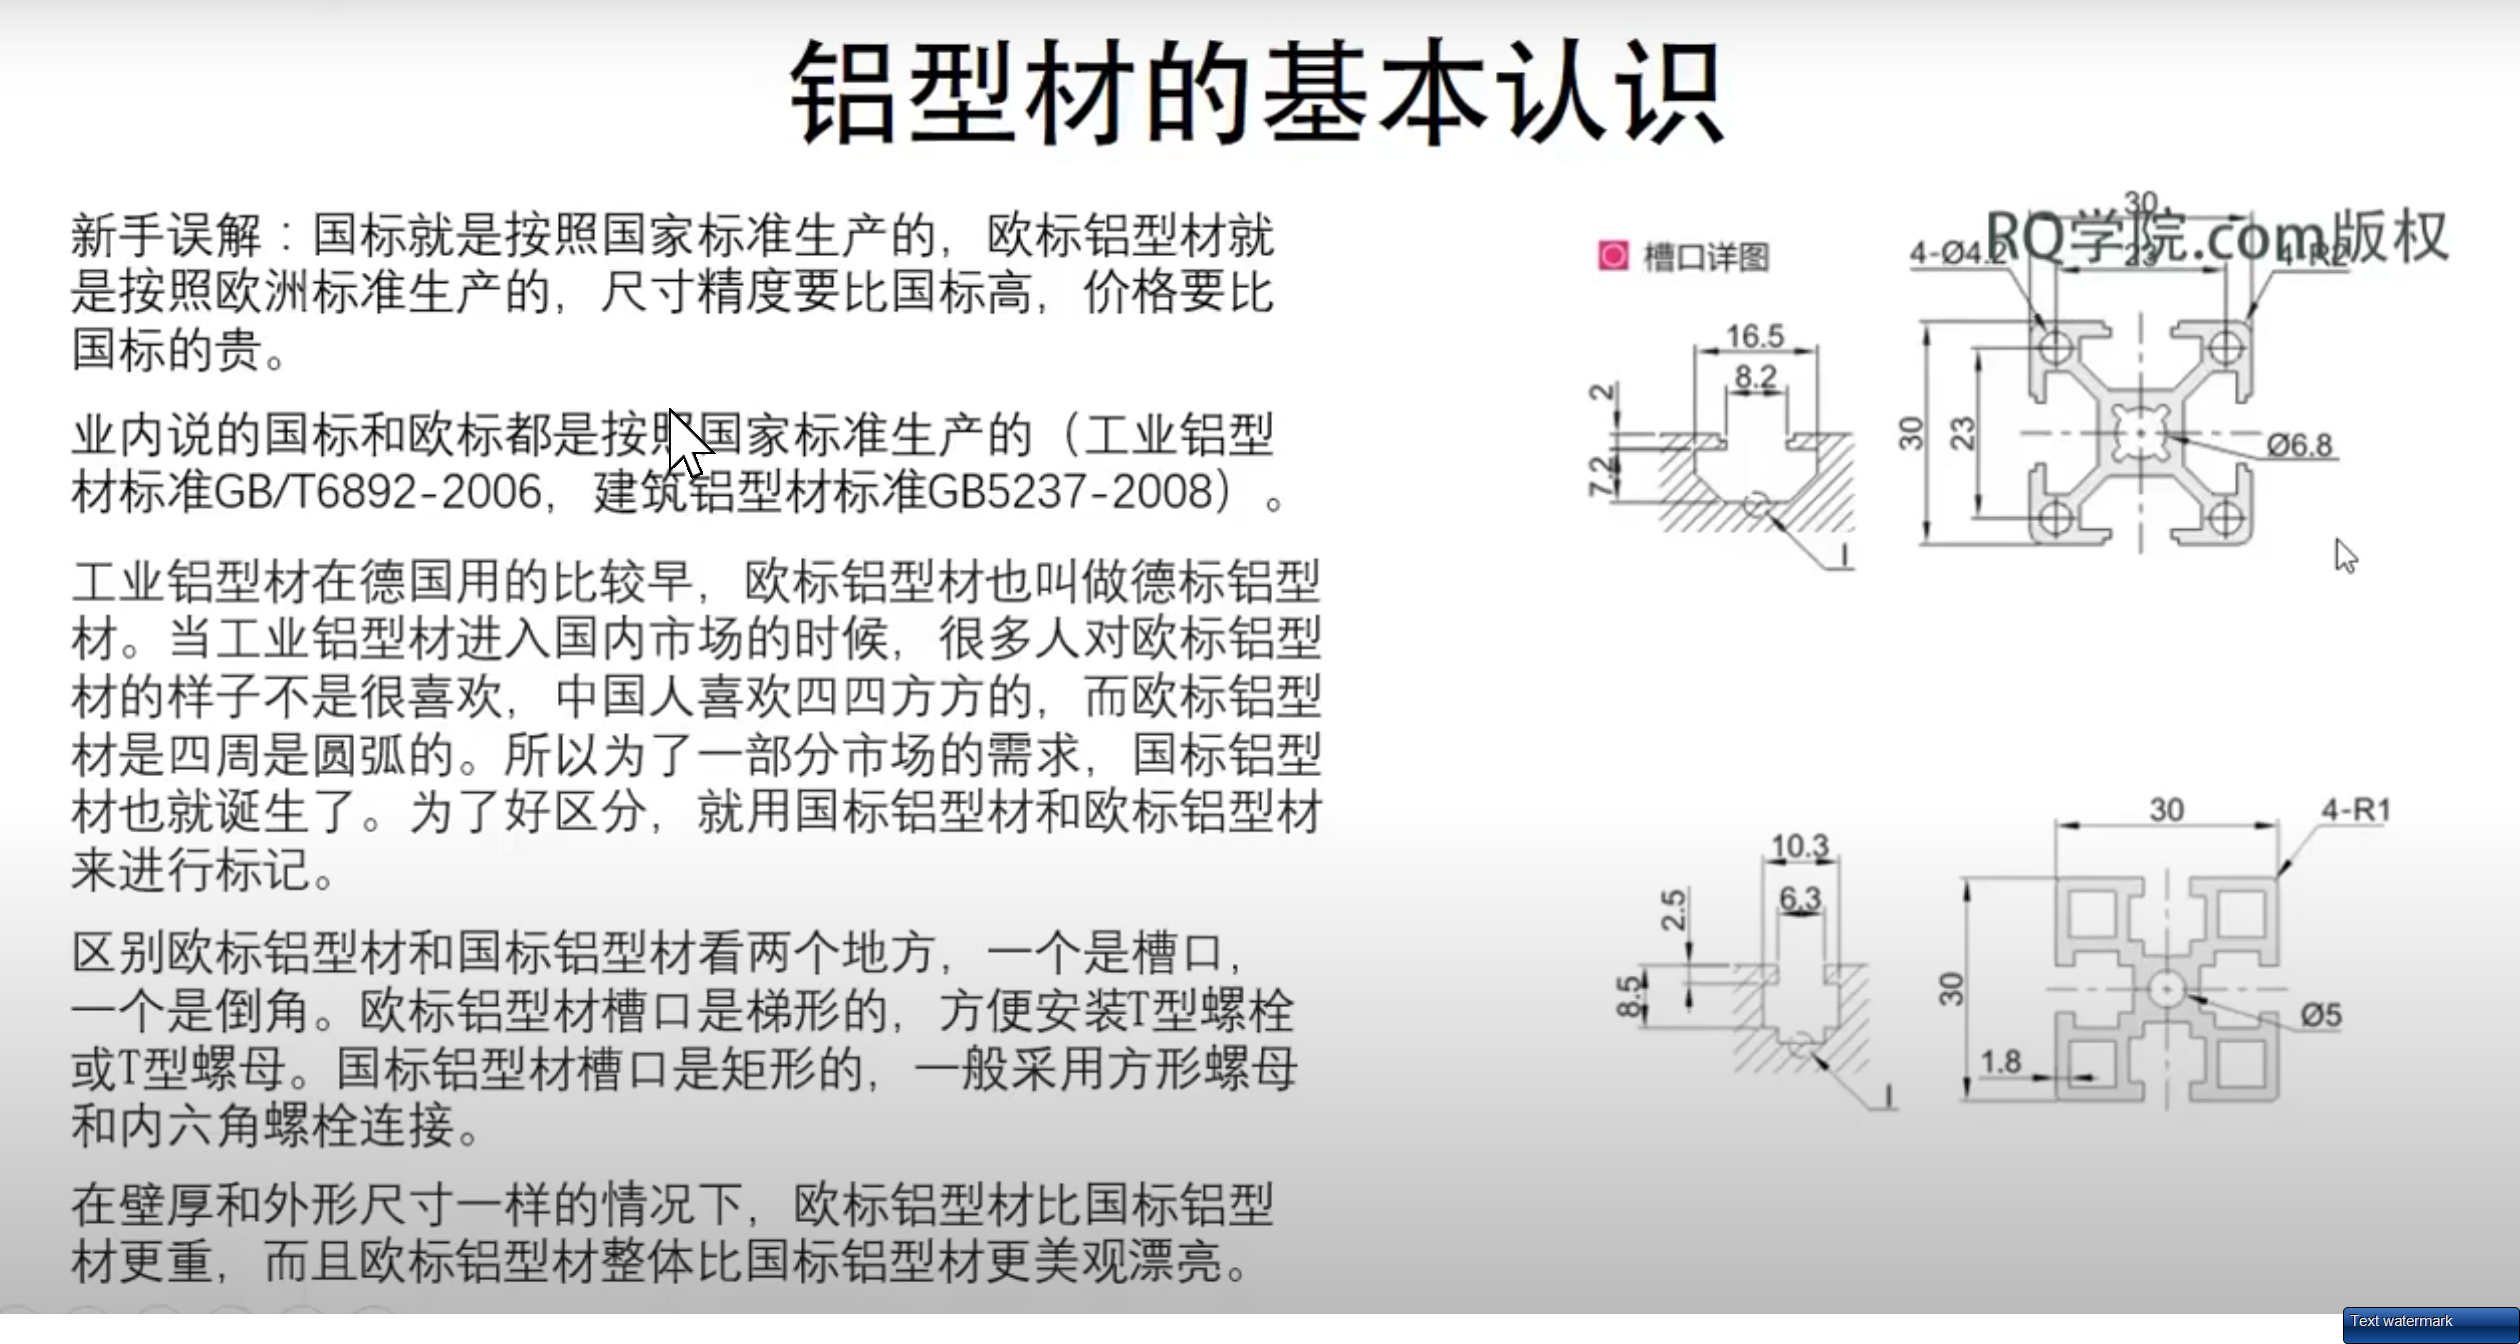 铝型材的基本认识
新手误解：国标就是按照国家标准生产的，欧标铝型材就
是按照欧洲标准生产的，尺寸精度要比国标高，价格要比
国标的贵。
业内说的国标和欧标都是按照国家标准生产的（工业铝型
材标准GB/T6892-2006，建筑铝型材标准GB5237-2008）。
工业铝型材在德国用的比较早，欧标铝型材也叫做德标铝型
材。当工业铝型材进入国内市场的时候，很多人对欧标铝型
材的样子不是很喜欢，中国人喜欢四四方方的，而欧标铝型
材是四周是圆弧的。所以为了一部分市场的需求，国标铝型
材也就诞生了。为了好区分，就用国标铝型材和欧标铝型材
来进行标记。
区别欧标铝型材和国标铝型材看两个地方，一个是槽口，
一个是倒角。欧标铝型材槽口是梯形的，方便安装T型螺栓
或T型螺母。国标铝型材槽口是矩形的，一般采用方形螺母
和内六角螺栓连接。
在壁厚和外形尺寸一样的情况下，欧标铝型材比国标铝型
材更重，而且欧标铝型材整体比国标铝型材更美观漂亮。
RQ学院.com版权
槽口详图
16.5
8.2
2
7.2
I
30
4-Ø4.2
23
4-R2
30
23
Ø6.8
10.3
6.3
2.5
8.5
I
30
4-R1
30
Ø5
1.8
Text watermark